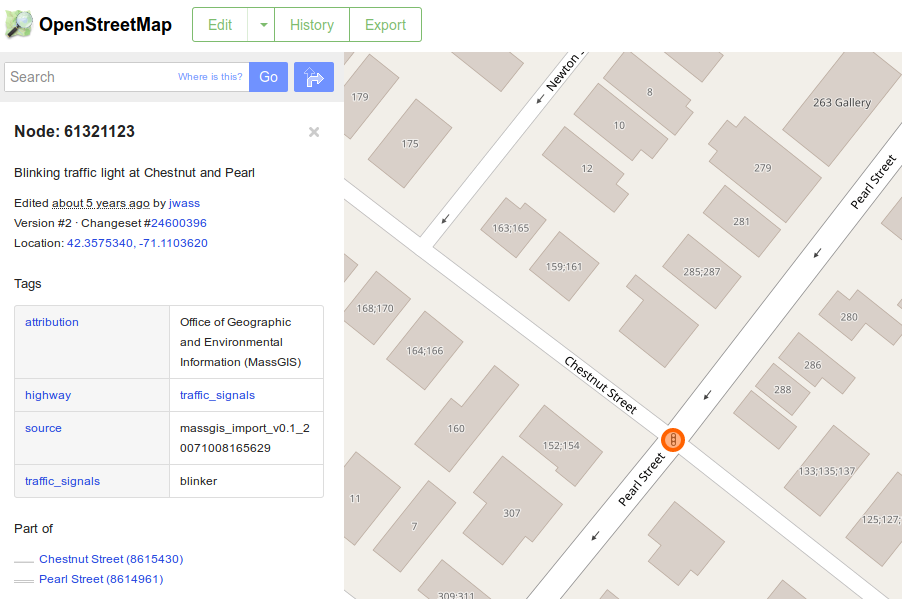 OpenStreetMap
Edit
History
Export
Search
Where is this?
Go
Node: 61321123
Blinking traffic light at Chestnut and Pearl
Edited about 5 years ago by jwass
Version #2 · Changeset #24600396
Location: 42.3575340, -71.1103620
Tags
attribution
Office of Geographic
and Environmental
Information (MassGIS)
highway
traffic_signals
source
massgis_import_v0.1_2
0071008165629
traffic_signals
blinker
Part of
Chestnut Street (8615430)
Pearl Street (8614961)
Newton
179
175
8
10
12
263 Gallery
279
Pearl Street
281
163;165
159;161
285;287
168;170
164;166
280
286
288
Chestnut Street
160
152;154
Pearl Street
133;135;137
11
7
307
125;127;
309;311